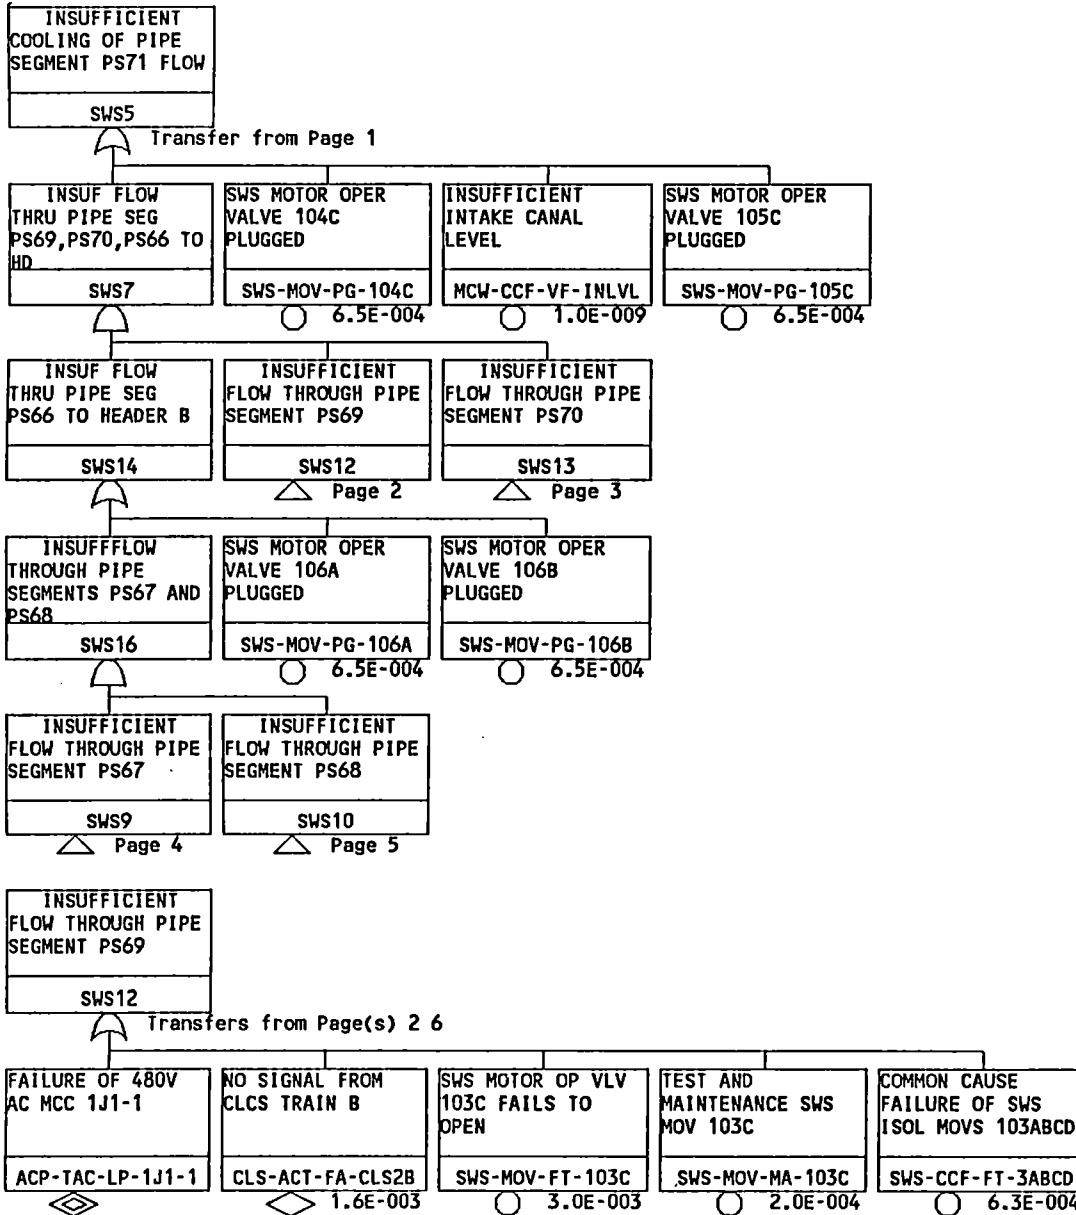 INSUFFICIENT
COOLING OF PIPE
SEGMENT PS71 FLOW
SWS5
Transfer from Page 1
INSUF FLOW
THRU PIPE SEG
PS69,PS70,PS66 TO
HD
SWS7
SWS MOTOR OPER
VALVE 104C
PLUGGED
SWS-MOV-PG-104C
6.5E-004
INSUFFICIENT
INTAKE CANAL
LEVEL
MCW-CCF-VF-INLVL
1.0E-009
SWS MOTOR OPER
VALVE 105C
PLUGGED
SWS-MOV-PG-105C
6.5E-004
INSUF FLOW
THRU PIPE SEG
PS66 TO HEADER B
SWS14
INSUFFICIENT
FLOW THROUGH PIPE
SEGMENT PS69
SWS12
Page 2
INSUFFICIENT
FLOW THROUGH PIPE
SEGMENT PS70
SWS13
Page 3
INSUFFFLOW
THROUGH PIPE
SEGMENTS PS67 AND
PS68
SWS16
SWS MOTOR OPER
VALVE 106A
PLUGGED
SWS-MOV-PG-106A
6.5E-004
SWS MOTOR OPER
VALVE 106B
PLUGGED
SWS-MOV-PG-106B
6.5E-004
INSUFFICIENT
FLOW THROUGH PIPE
SEGMENT PS67
SWS9
Page 4
INSUFFICIENT
FLOW THROUGH PIPE
SEGMENT PS68
SWS10
Page 5
INSUFFICIENT
FLOW THROUGH PIPE
SEGMENT PS69
SWS12
Transfers from Page(s) 2 6
FAILURE OF 480V
AC MCC 1J1-1
ACP-TAC-LP-1J1-1
NO SIGNAL FROM
CLCS TRAIN B
CLS-ACT-FA-CLS2B
1.6E-003
SWS MOTOR OP VLV
103C FAILS TO
OPEN
SWS-MOV-FT-103C
3.0E-003
TEST AND
MAINTENANCE SWS
MOV 103C
SWS-MOV-MA-103C
2.0E-004
COMMON CAUSE
FAILURE OF SWS
ISOL MOVS 103ABCD
SWS-CCF-FT-3ABCD
6.3E-004